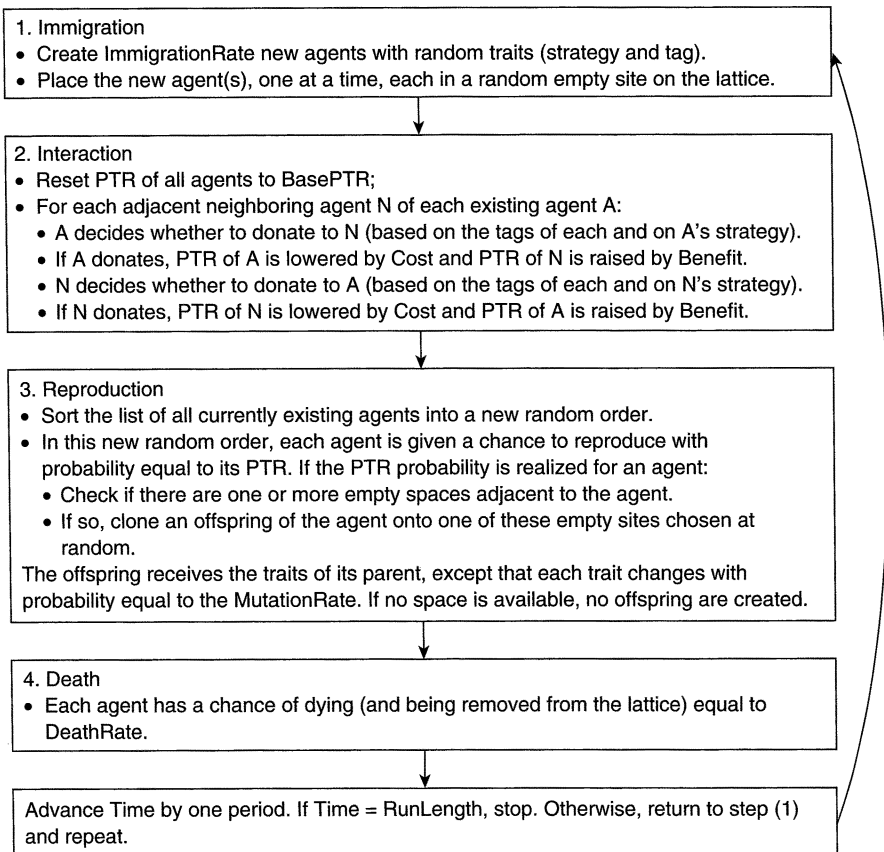 1. Immigration
• Create ImmigrationRate new agents with random traits (strategy and tag).
• Place the new agent(s), one at a time, each in a random empty site on the lattice.
2. Interaction
• Reset PTR of all agents to BasePTR;
• For each adjacent neighboring agent N of each existing agent A:
• A decides whether to donate to N (based on the tags of each and on A's strategy).
• If A donates, PTR of A is lowered by Cost and PTR of N is raised by Benefit.
• N decides whether to donate to A (based on the tags of each and on N's strategy).
• If N donates, PTR of N is lowered by Cost and PTR of A is raised by Benefit.
3. Reproduction
• Sort the list of all currently existing agents into a new random order.
• In this new random order, each agent is given a chance to reproduce with
probability equal to its PTR. If the PTR probability is realized for an agent:
• Check if there are one or more empty spaces adjacent to the agent.
• If so, clone an offspring of the agent onto one of these empty sites chosen at
random.
The offspring receives the traits of its parent, except that each trait changes with
probability equal to the MutationRate. If no space is available, no offspring are created.
4. Death
• Each agent has a chance of dying (and being removed from the lattice) equal to
DeathRate.
Advance Time by one period. If Time = RunLength, stop. Otherwise, return to step (1)
and repeat.